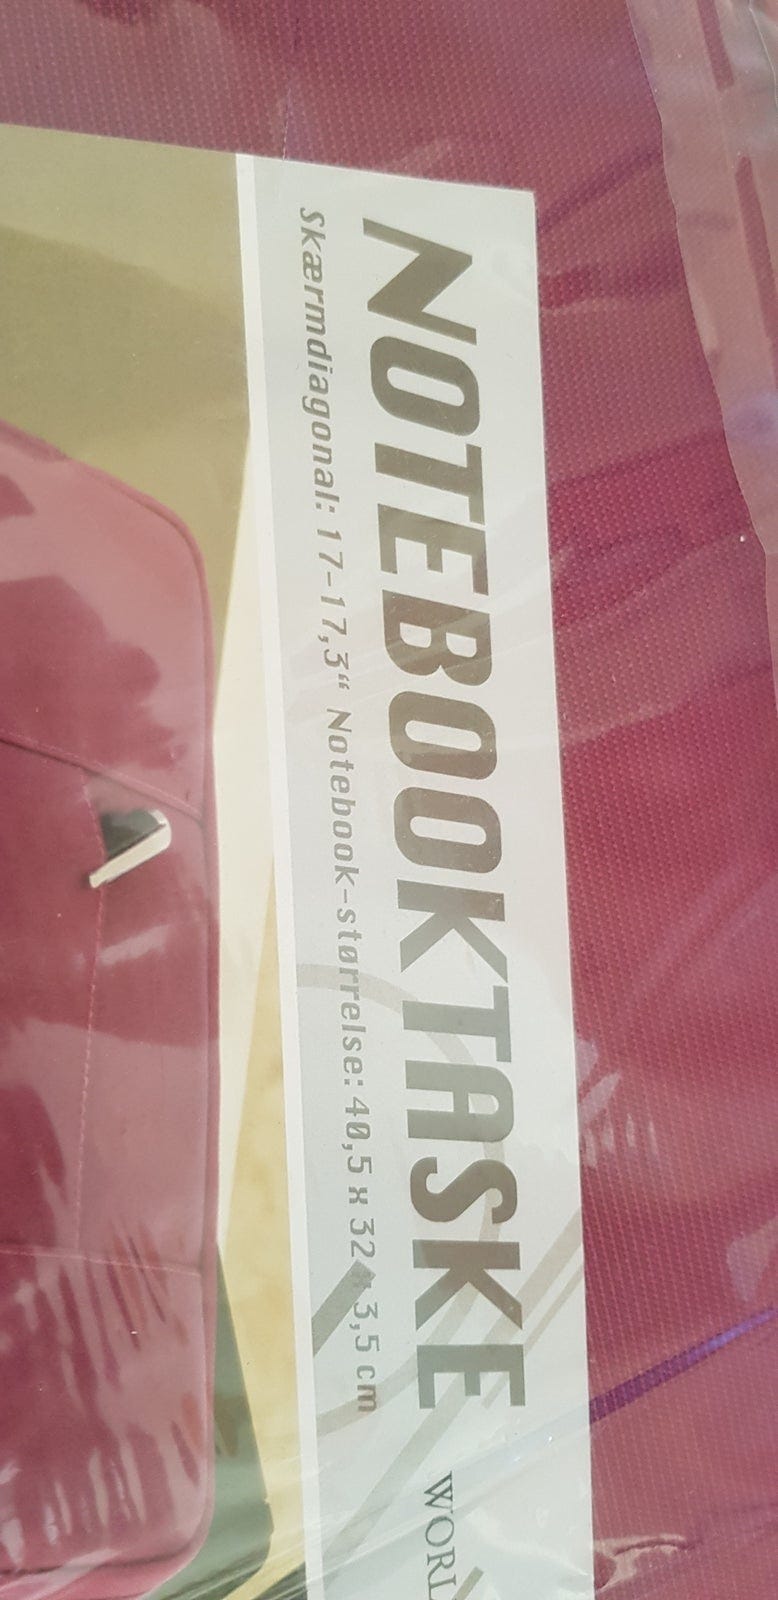 NOTEBOOKTASKE
Skærmdiagonal: 17-17,3“ Notebook-størrelse: 40,5 x 32 x 3,5 cm